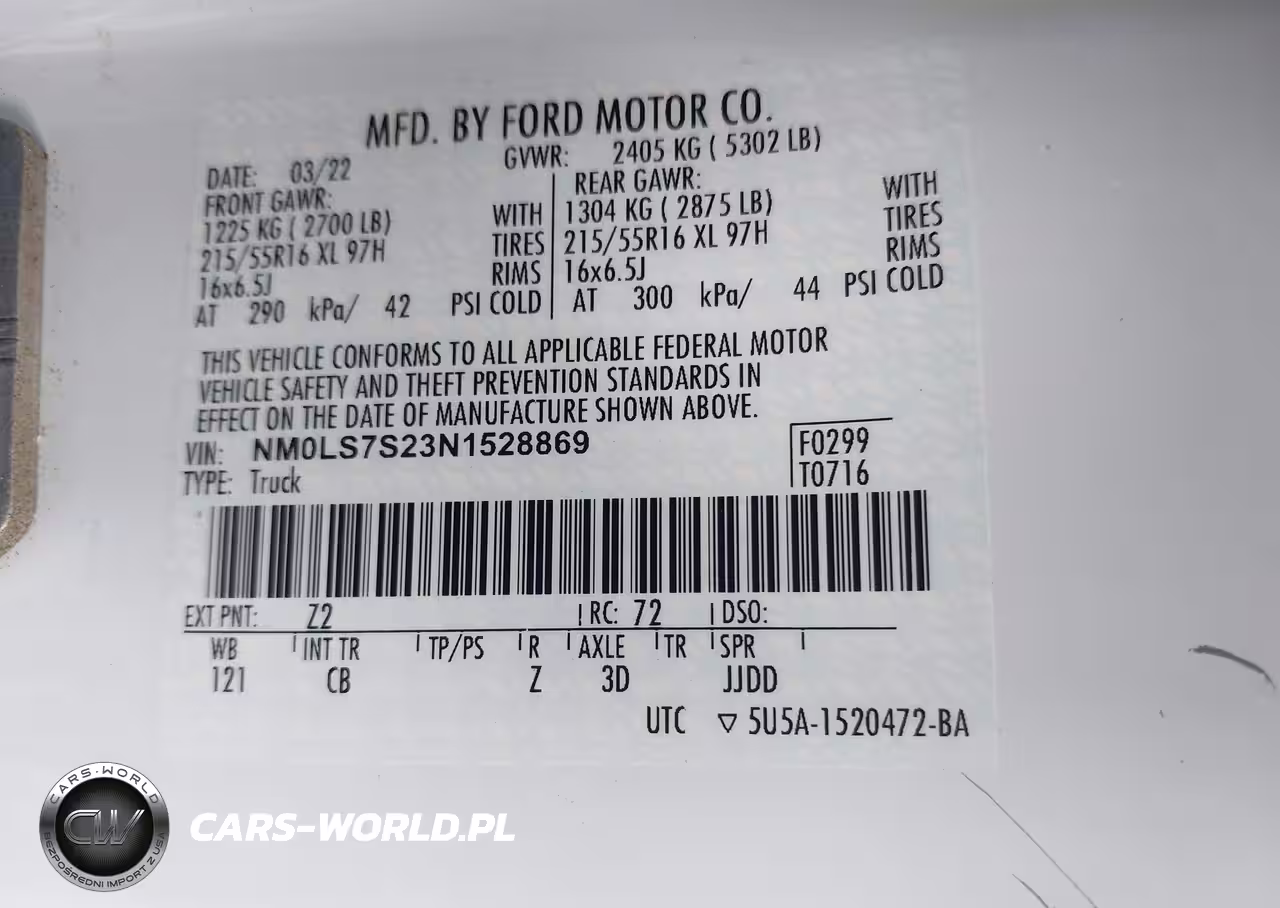 MFD. BY FORD MOTOR CO.
DATE: 03/22 GVWR: 2405 KG ( 5302 LB)
FRONT GAWR: REAR GAWR:
1225 KG ( 2700 LB) WITH 1304 KG ( 2875 LB) WITH
215/55R16 XL 97H TIRES 215/55R16 XL 97H TIRES
16x6.5J RIMS 16x6.5J RIMS
AT 290 kPa/ 42 PSI COLD AT 300 kPa/ 44 PSI COLD
THIS VEHICLE CONFORMS TO ALL APPLICABLE FEDERAL MOTOR
VEHICLE SAFETY AND THEFT PREVENTION STANDARDS IN
EFFECT ON THE DATE OF MANUFACTURE SHOWN ABOVE.
VIN: NM0LS7S23N1528869 F0299
TYPE: Truck T0716
EXT PNT: Z2 RC: 72 DSO:
WB INT TR TP/PS R AXLE TR SPR
121 CB Z 3D JJDD
UTC ▽ 5U5A-1520472-BA
CARS-WORLD
CW
BEZPOŚREDNI IMPORT Z USA
CARS-WORLD.PL